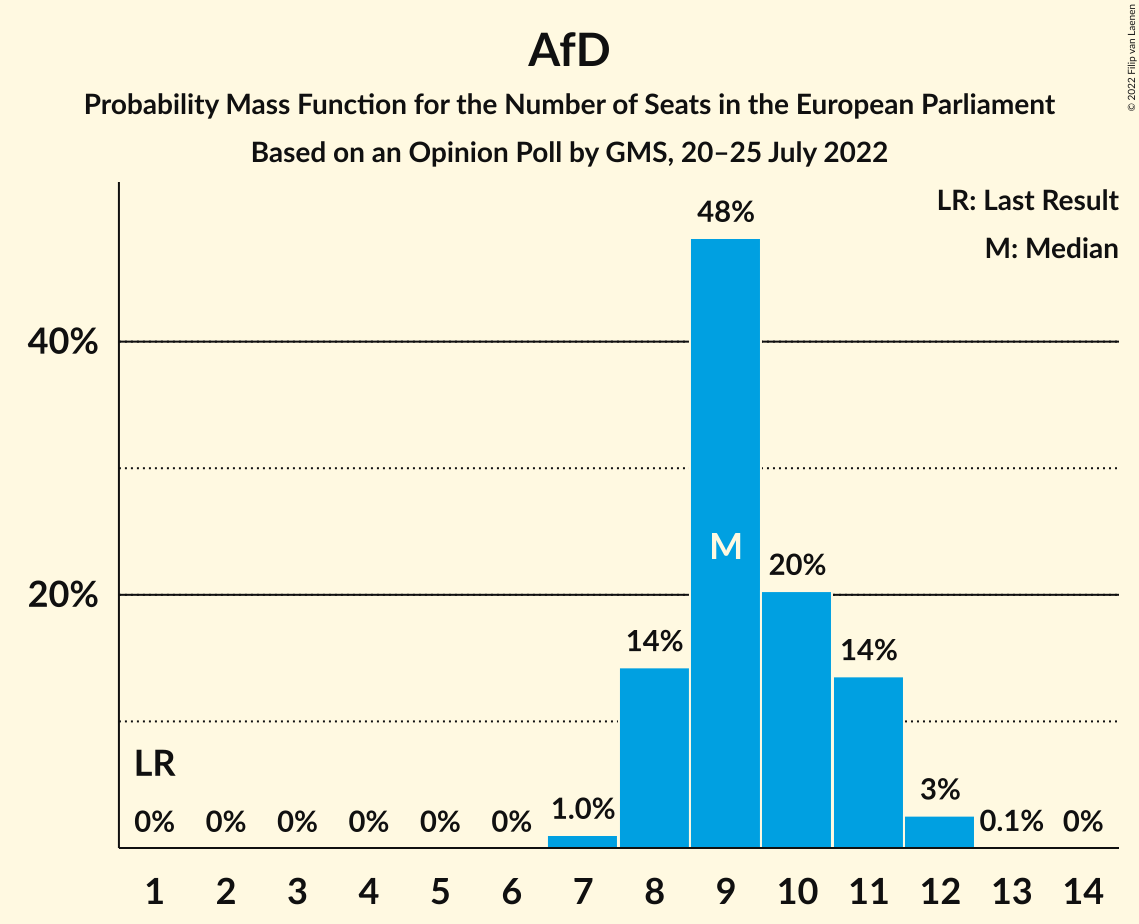 AfD
Probability Mass Function for the Number of Seats in the European Parliament
Based on an Opinion Poll by GMS, 20–25 July 2022
© 2022 Filip van Laenen
LR: Last Result
M: Median
48%
40%
M
20%
20%
14%
14%
LR
3%
1.0%
0% 0% 0% 0% 0% 0% 0.1% 0%
1 2 3 4 5 6 7 8 9 10 11 12 13 14